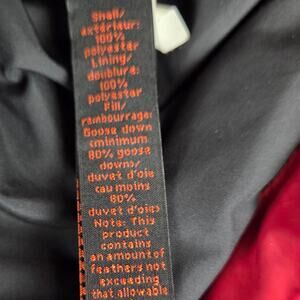 Shell/
extérieur:
100%
polyester
Lining/
doublure:
100%
polyester
Fill/
rembourrage:
Goose down
(minimum
80% goose
down)/
duvet d'oie
(au moins
80%
duvet d'oie)
Note: This
product
contains
an amount of
feathers not
exceeding
that allowable